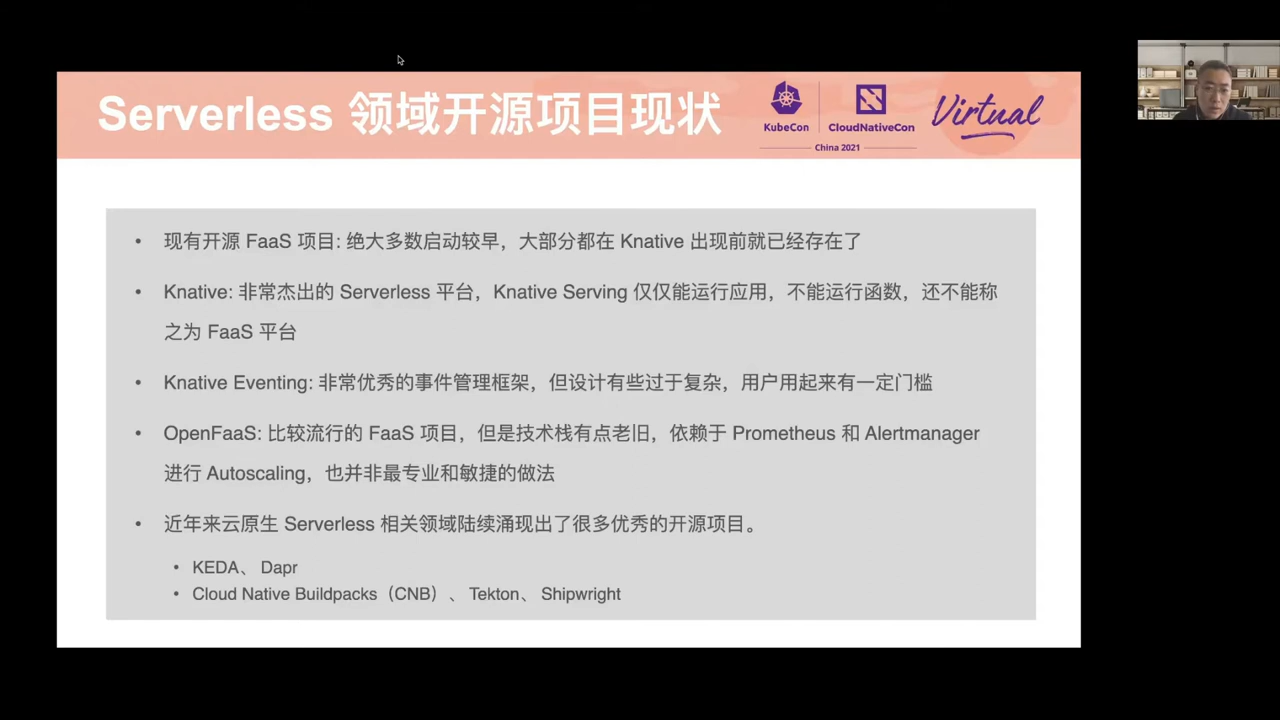 Serverless 领域开源项目现状
KubeCon
CloudNativeCon
China 2021
Virtual
• 现有开源 FaaS 项目: 绝大多数启动较早，大部分都在 Knative 出现前就已经存在了
• Knative: 非常杰出的 Serverless 平台，Knative Serving 仅仅能运行应用，不能运行函数，还不能称
之为 FaaS 平台
• Knative Eventing: 非常优秀的事件管理框架，但设计有些过于复杂，用户用起来有一定门槛
• OpenFaaS: 比较流行的 FaaS 项目，但是技术栈有点老旧，依赖于 Prometheus 和 Alertmanager
进行 Autoscaling，也并非最专业和敏捷的做法
• 近年来云原生 Serverless 相关领域陆续涌现出了很多优秀的开源项目。
• KEDA、 Dapr
• Cloud Native Buildpacks（CNB）、 Tekton、 Shipwright